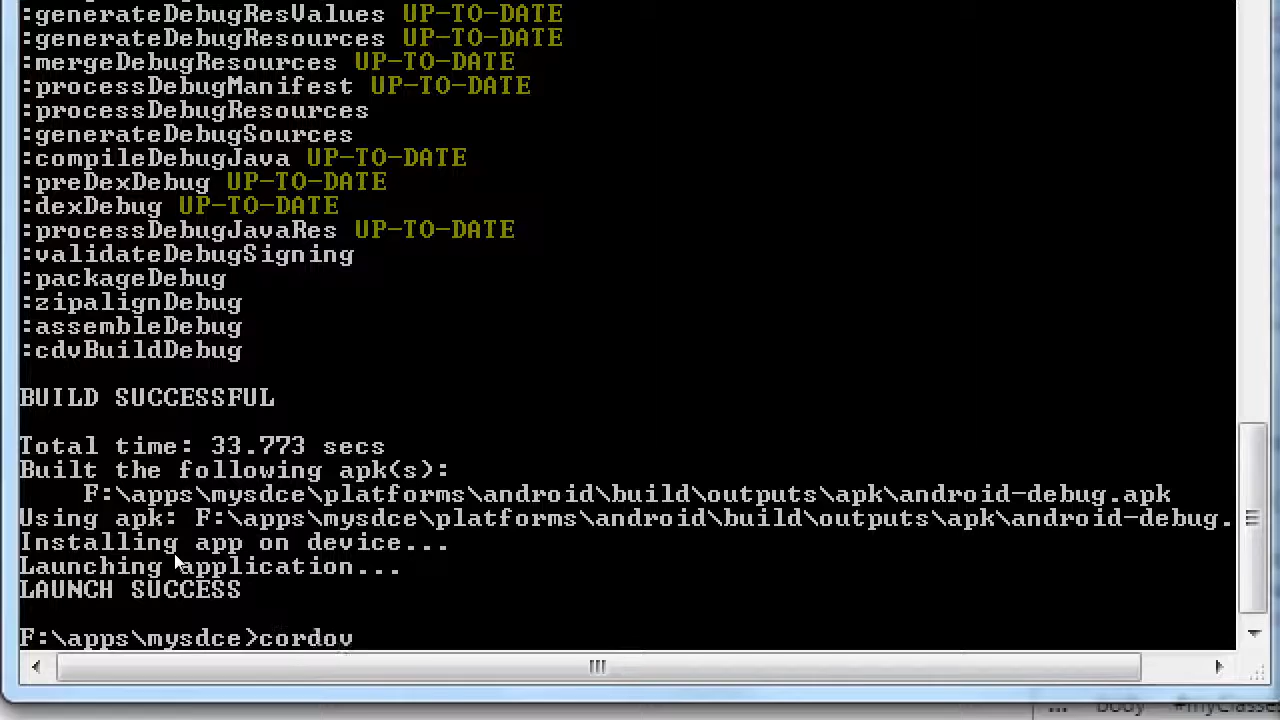 :generateDebugResValues UP-TO-DATE
:generateDebugResources UP-TO-DATE
:mergeDebugResources UP-TO-DATE
:processDebugManifest UP-TO-DATE
:processDebugResources
:generateDebugSources
:compileDebugJava UP-TO-DATE
:preDexDebug UP-TO-DATE
:dexDebug UP-TO-DATE
:processDebugJavaRes UP-TO-DATE
:validateDebugSigning
:packageDebug
:zipalignDebug
:assembleDebug
:cdvBuildDebug
BUILD SUCCESSFUL
Total time: 33.773 secs
Built the following apk(s):
F:\apps\mysdce\platforms\android\build\outputs\apk\android-debug.apk
Using apk: F:\apps\mysdce\platforms\android\build\outputs\apk\android-debug.
Installing app on device...
Launching application...
LAUNCH SUCCESS
F:\apps\mysdce>cordov
... body